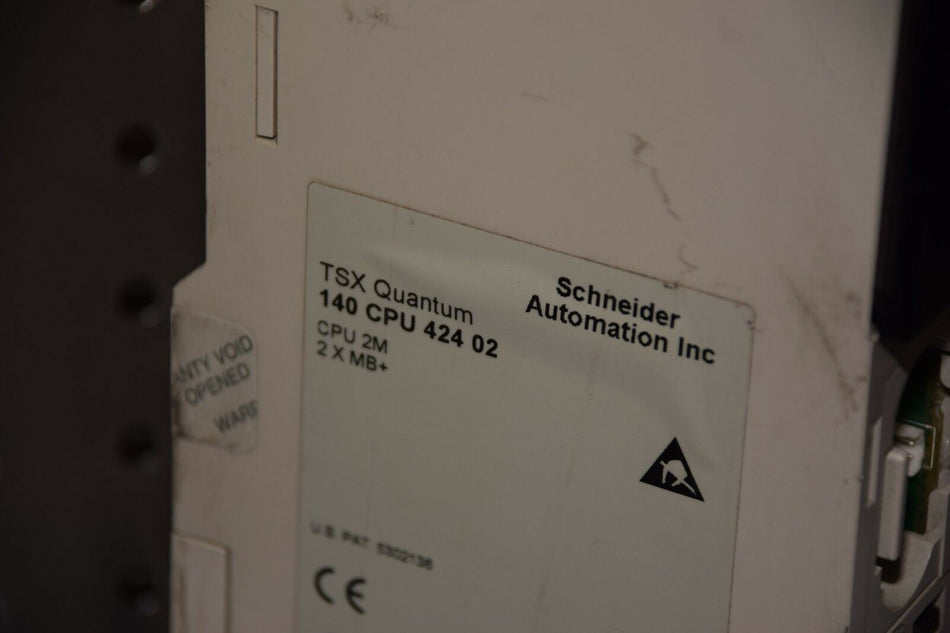 TSX Quantum
140 CPU 424 02
CPU 2M
2 X MB+
Schneider
Automation Inc
NTY VOID
OPENED
WARR
U.S. PAT. 5302136
CE